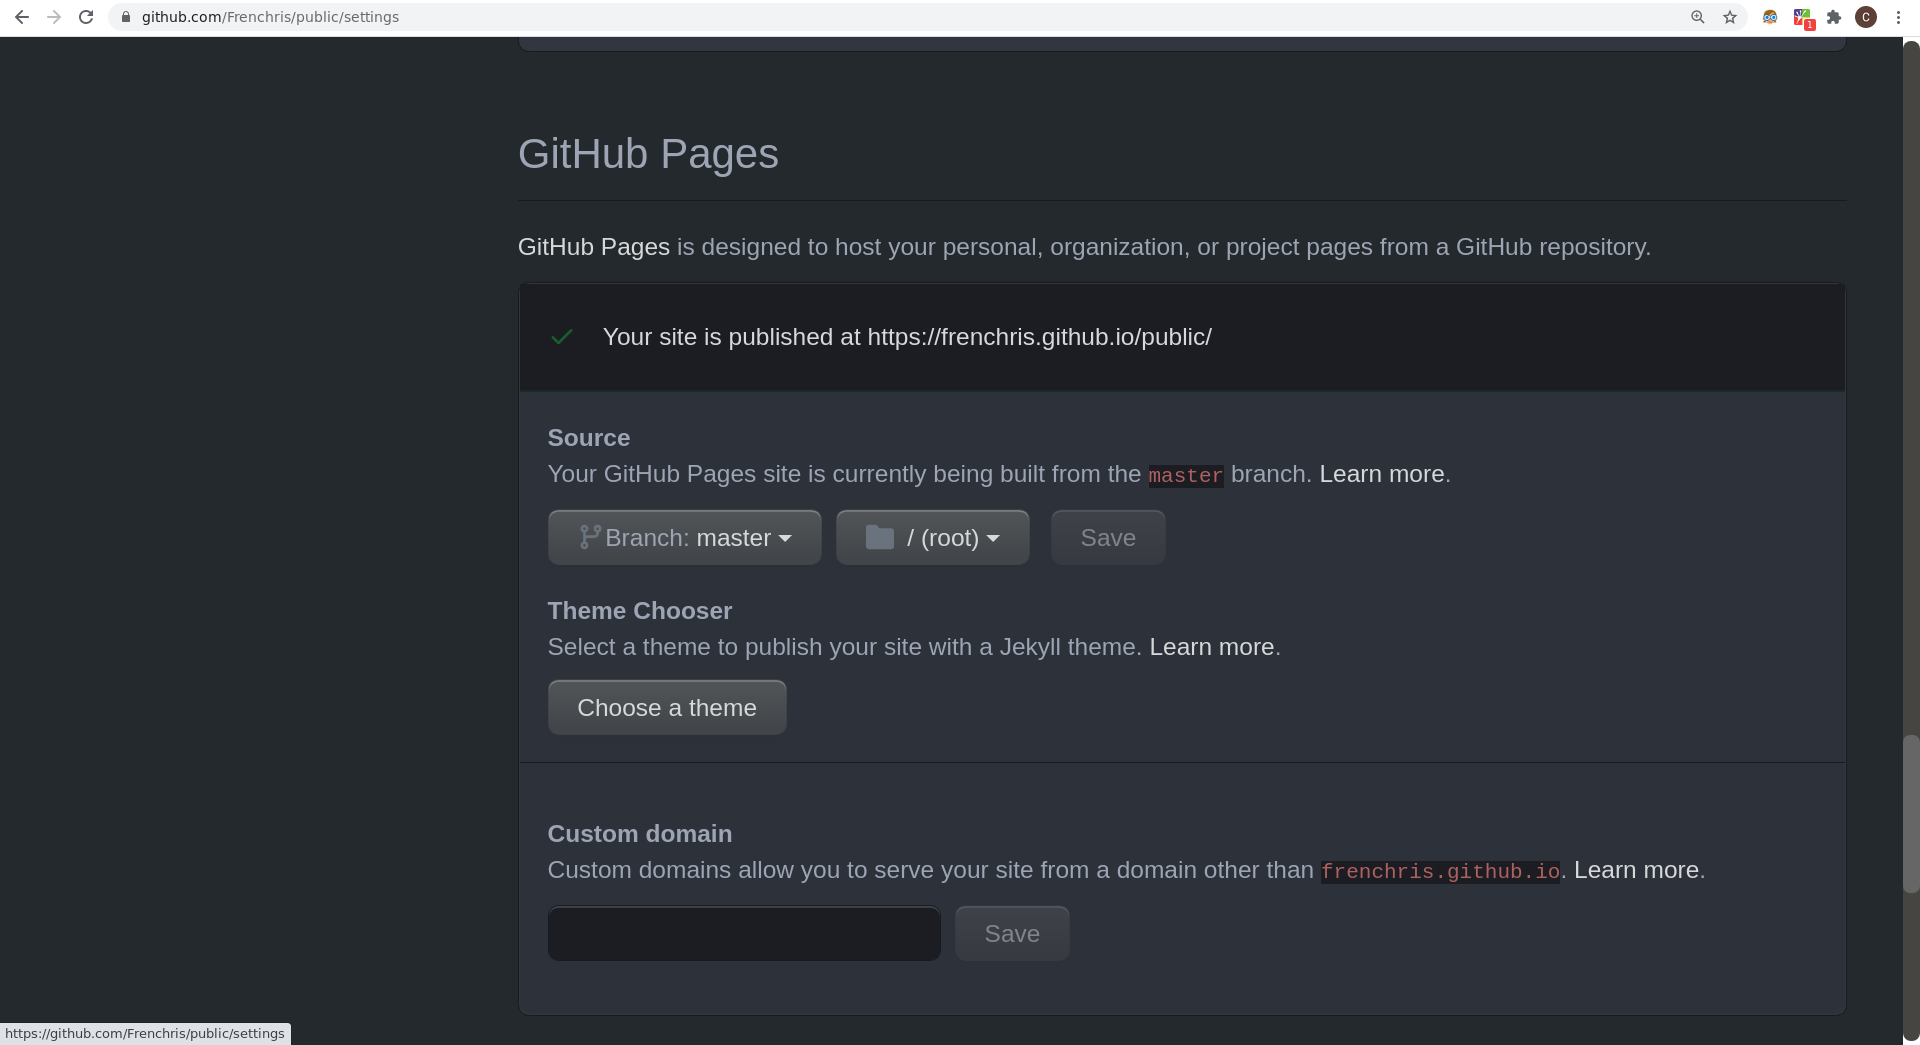 github.com/Frenchris/public/settings
1
C
GitHub Pages
GitHub Pages is designed to host your personal, organization, or project pages from a GitHub repository.
Your site is published at https://frenchris.github.io/public/
Source
Your GitHub Pages site is currently being built from the master branch. Learn more.
Branch: master / (root) Save
Theme Chooser
Select a theme to publish your site with a Jekyll theme. Learn more.
Choose a theme
Custom domain
Custom domains allow you to serve your site from a domain other than frenchris.github.io. Learn more.
Save
https://github.com/Frenchris/public/settings